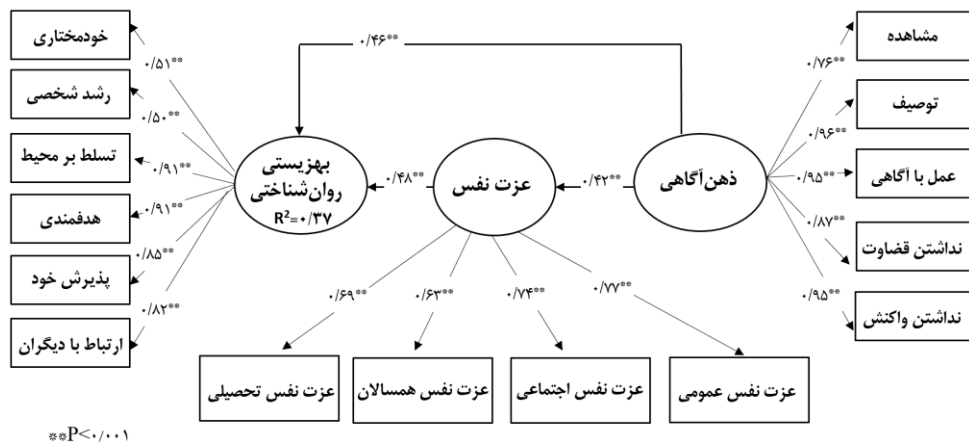 مشاهده
توصیف
عمل با آگاهی
نداشتن قضاوت
نداشتن واکنش
۰/۷۶**
۰/۹۶**
۰/۹۵**
۰/۸۷**
۰/۹۵**
ذهن‌آگاهی
۰/۴۶**
۰/۴۲**
عزت نفس
۰/۴۸**
بهزیستی
روان‌شناختی
R²=۰/۳۷
۰/۷۷**
۰/۷۴**
۰/۶۳**
۰/۶۹**
عزت نفس عمومی
عزت نفس اجتماعی
عزت نفس همسالان
عزت نفس تحصیلی
۰/۵۱**
۰/۵۰**
۰/۹۱**
۰/۹۱**
۰/۸۵**
۰/۸۲**
خودمختاری
رشد شخصی
تسلط بر محیط
هدفمندی
پذیرش خود
ارتباط با دیگران
**P<۰/۰۰۱